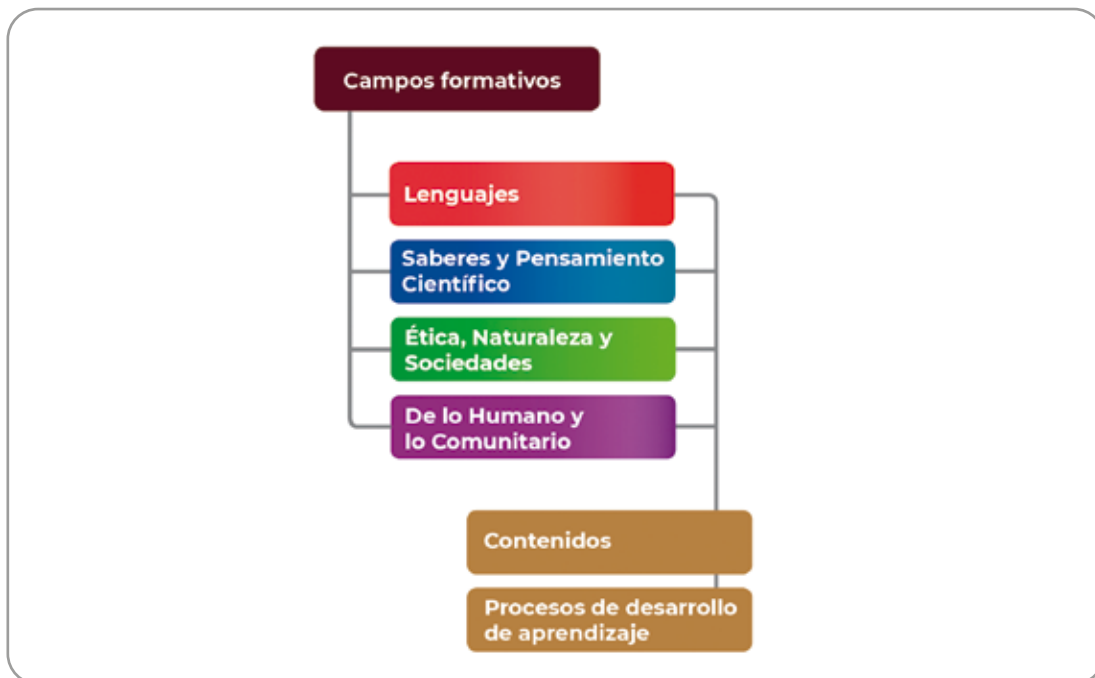 Campos formativos
Lenguajes
Saberes y Pensamiento
Científico
Ética, Naturaleza y
Sociedades
De lo Humano y
lo Comunitario
Contenidos
Procesos de desarrollo
de aprendizaje